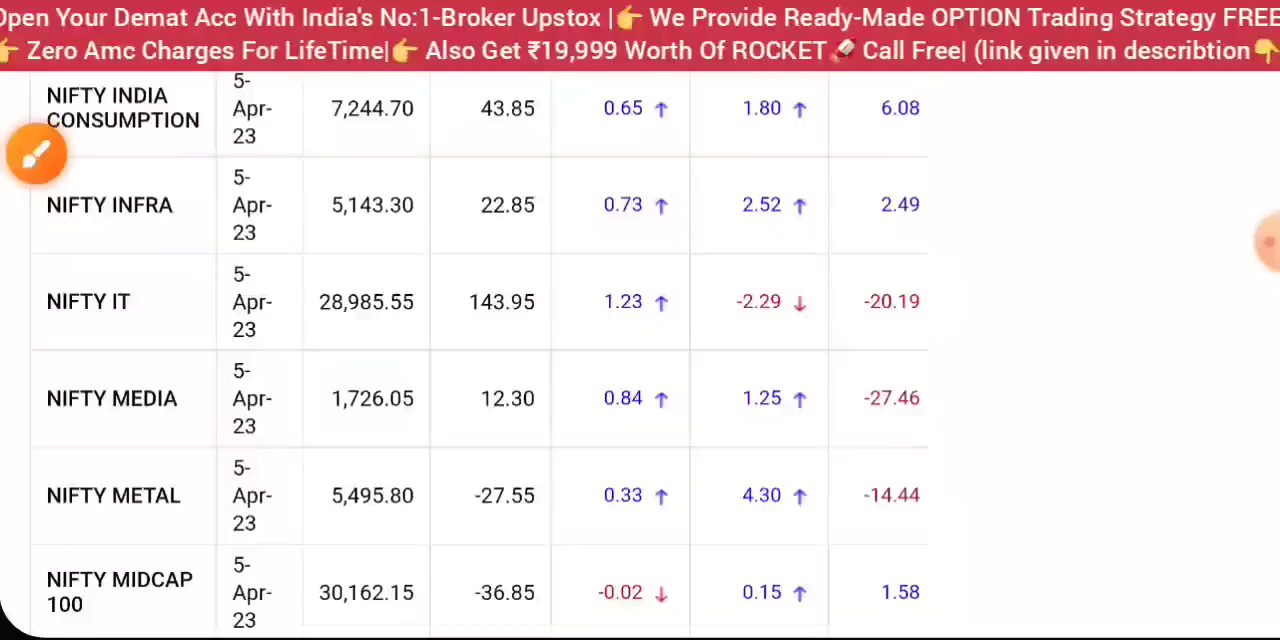 Open Your Demat Acc With India's No:1-Broker Upstox |👉 We Provide Ready-Made OPTION Trading Strategy FREE
👉 Zero Amc Charges For LifeTime|👉 Also Get ₹19,999 Worth Of ROCKET🚀 Call Free| (link given in describtion👇
NIFTY INDIA
CONSUMPTION
5-
Apr-
23
7,244.70 43.85 0.65 ↑ 1.80 ↑ 6.08
NIFTY INFRA
5-
Apr-
23
5,143.30 22.85 0.73 ↑ 2.52 ↑ 2.49
NIFTY IT
5-
Apr-
23
28,985.55 143.95 1.23 ↑ -2.29 ↓ -20.19
NIFTY MEDIA
5-
Apr-
23
1,726.05 12.30 0.84 ↑ 1.25 ↑ -27.46
NIFTY METAL
5-
Apr-
23
5,495.80 -27.55 0.33 ↑ 4.30 ↑ -14.44
NIFTY MIDCAP
100
5-
Apr-
23
30,162.15 -36.85 -0.02 ↓ 0.15 ↑ 1.58